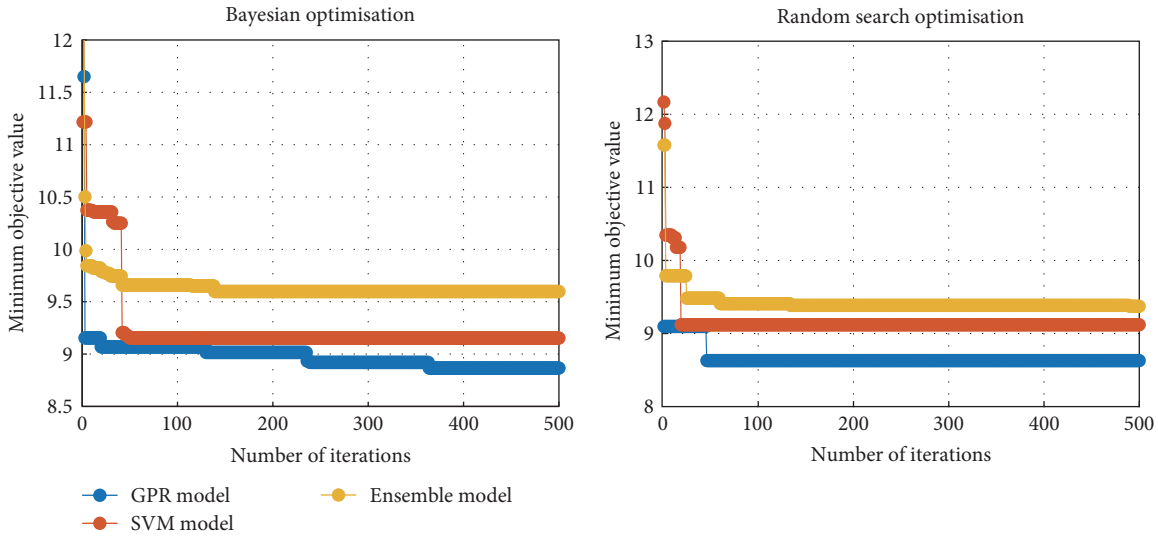 Bayesian optimisation
12
11.5
11
10.5
10
9.5
9
8.5
Minimum objective value
0 100 200 300 400 500
Number of iterations
Random search optimisation
13
12
11
10
9
8
Minimum objective value
0 100 200 300 400 500
Number of iterations
GPR model
SVM model
Ensemble model